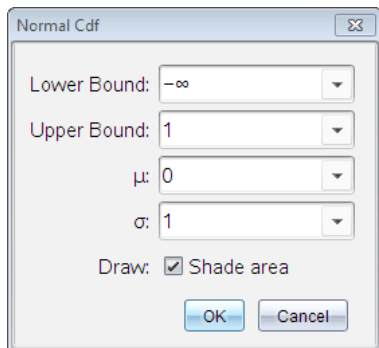 Normal Cdf
Lower Bound: -∞
Upper Bound: 1
μ: 0
σ: 1
Draw: Shade area
OK Cancel